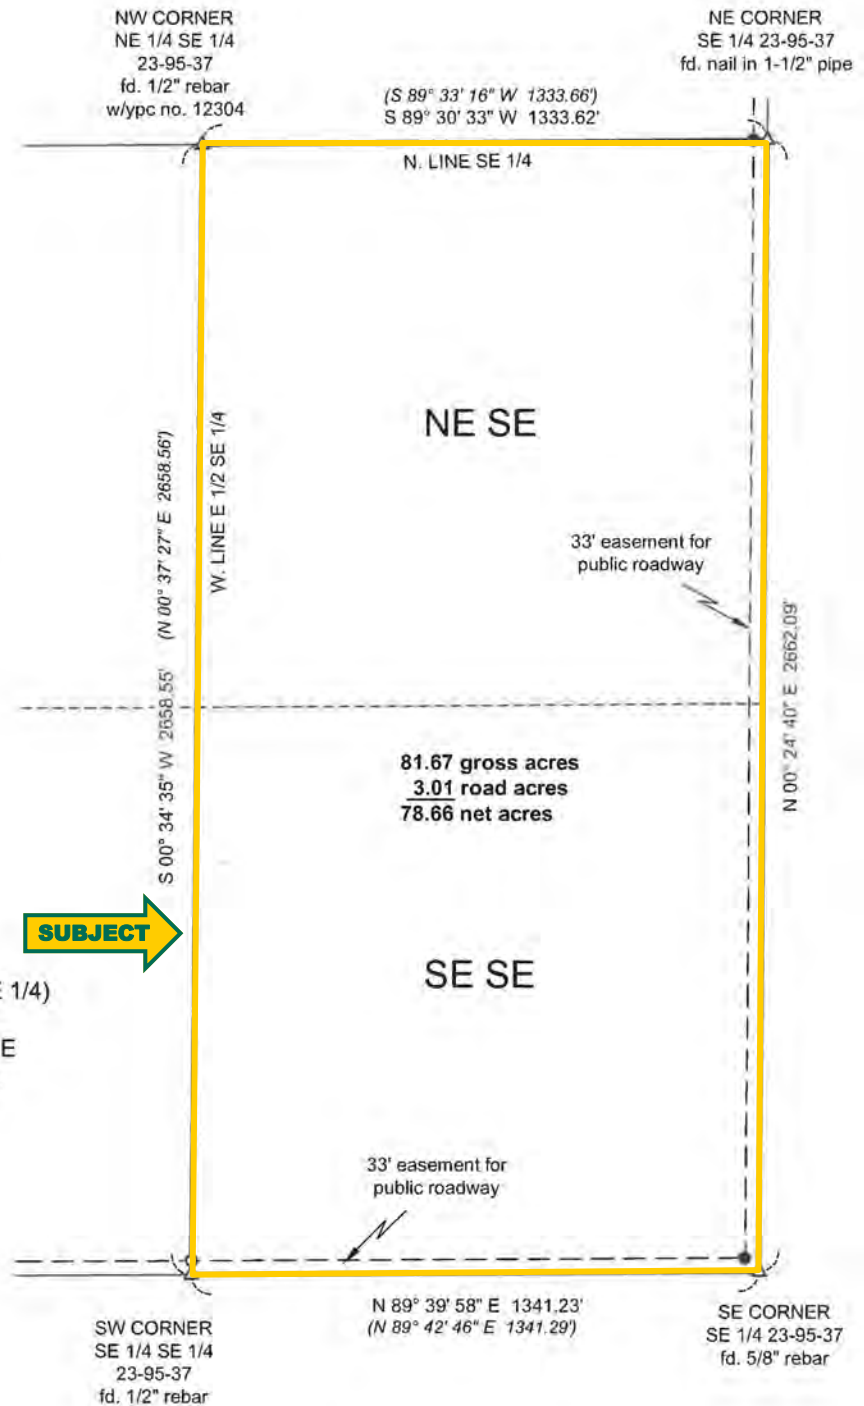 NW CORNER
NE 1/4 SE 1/4
23-95-37
fd. 1/2" rebar
w/ypc no. 12304
NE CORNER
SE 1/4 23-95-37
fd. nail in 1-1/2" pipe
(S 89° 33' 16" W 1333.66')
S 89° 30' 33" W 1333.62'
N. LINE SE 1/4
NE SE
W. LINE E 1/2 SE 1/4
(N 00° 37' 27" E 2658.56')
S 00° 34' 35" W 2658.55'
33' easement for
public roadway
N 00° 24' 40" E 2662.09'
81.67 gross acres
3.01 road acres
78.66 net acres
SUBJECT
SE SE
1/4)
E
33' easement for
public roadway
N 89° 39' 58" E 1341.23'
(N 89° 42' 46" E 1341.29')
SW CORNER
SE 1/4 SE 1/4
23-95-37
fd. 1/2" rebar
SE CORNER
SE 1/4 23-95-37
fd. 5/8" rebar